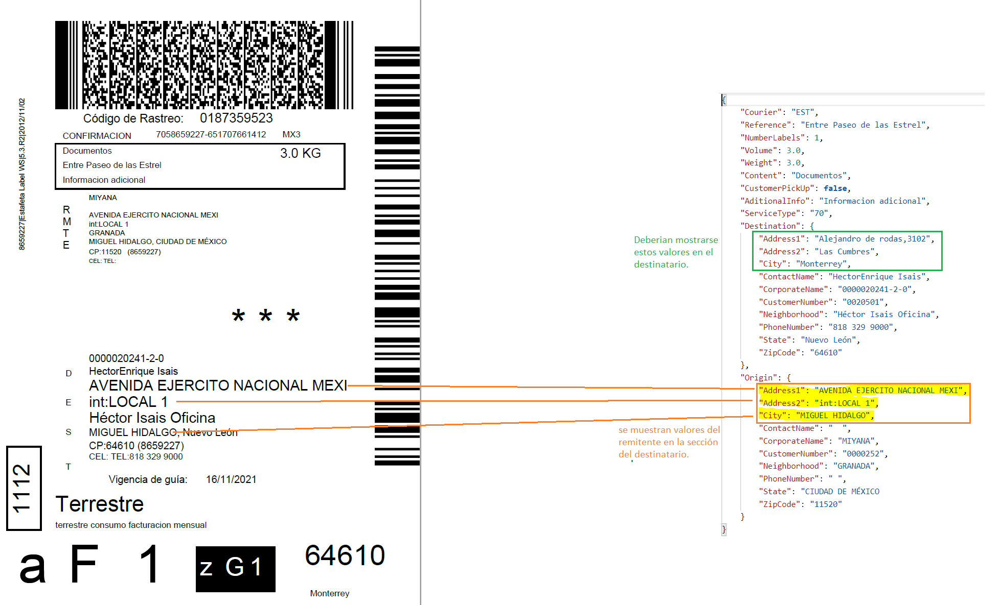 8659227|Estafeta Label WS|5.3.R2|2012/11/02
Código de Rastreo: 0187359523
CONFIRMACION 7058659227-651707661412 MX3
Documentos 3.0 KG
Entre Paseo de las Estrel
Informacion adicional
RMTE
MIYANA
AVENIDA EJERCITO NACIONAL MEXI
int:LOCAL 1
GRANADA
MIGUEL HIDALGO, CIUDAD DE MÉXICO
CP:11520 (8659227)
CEL: TEL:
* * *
DEST
0000020241-2-0
HectorEnrique Isais
AVENIDA EJERCITO NACIONAL MEXI
int:LOCAL 1
Héctor Isais Oficina
MIGUEL HIDALGO, Nuevo León
CP:64610 (8659227)
CEL: TEL:818 329 9000
Vigencia de guía: 16/11/2021
1112
Terrestre
terrestre consumo facturacion mensual
a F 1 z G 1 64610
Monterrey
Deberian mostrarse
estos valores en el
destinatario.
se muestran valores del
remitente en la sección
del destinatario.
{
"Courier": "EST",
"Reference": "Entre Paseo de las Estrel",
"NumberLabels": 1,
"Volume": 3.0,
"Weight": 3.0,
"Content": "Documentos",
"CustomerPickUp": false,
"AditionalInfo": "Informacion adicional",
"ServiceType": "70",
"Destination": {
"Address1": "Alejandro de rodas,3102",
"Address2": "Las Cumbres",
"City": "Monterrey",
"ContactName": "HectorEnrique Isais",
"CorporateName": "0000020241-2-0",
"CustomerNumber": "0020501",
"Neighborhood": "Héctor Isais Oficina",
"PhoneNumber": "818 329 9000",
"State": "Nuevo León",
"ZipCode": "64610"
},
"Origin": {
"Address1": "AVENIDA EJERCITO NACIONAL MEXI",
"Address2": "int:LOCAL 1",
"City": "MIGUEL HIDALGO",
"ContactName": "  ",
"CorporateName": "MIYANA",
"CustomerNumber": "0000252",
"Neighborhood": "GRANADA",
"PhoneNumber": " ",
"State": "CIUDAD DE MÉXICO
"ZipCode": "11520"
}
}